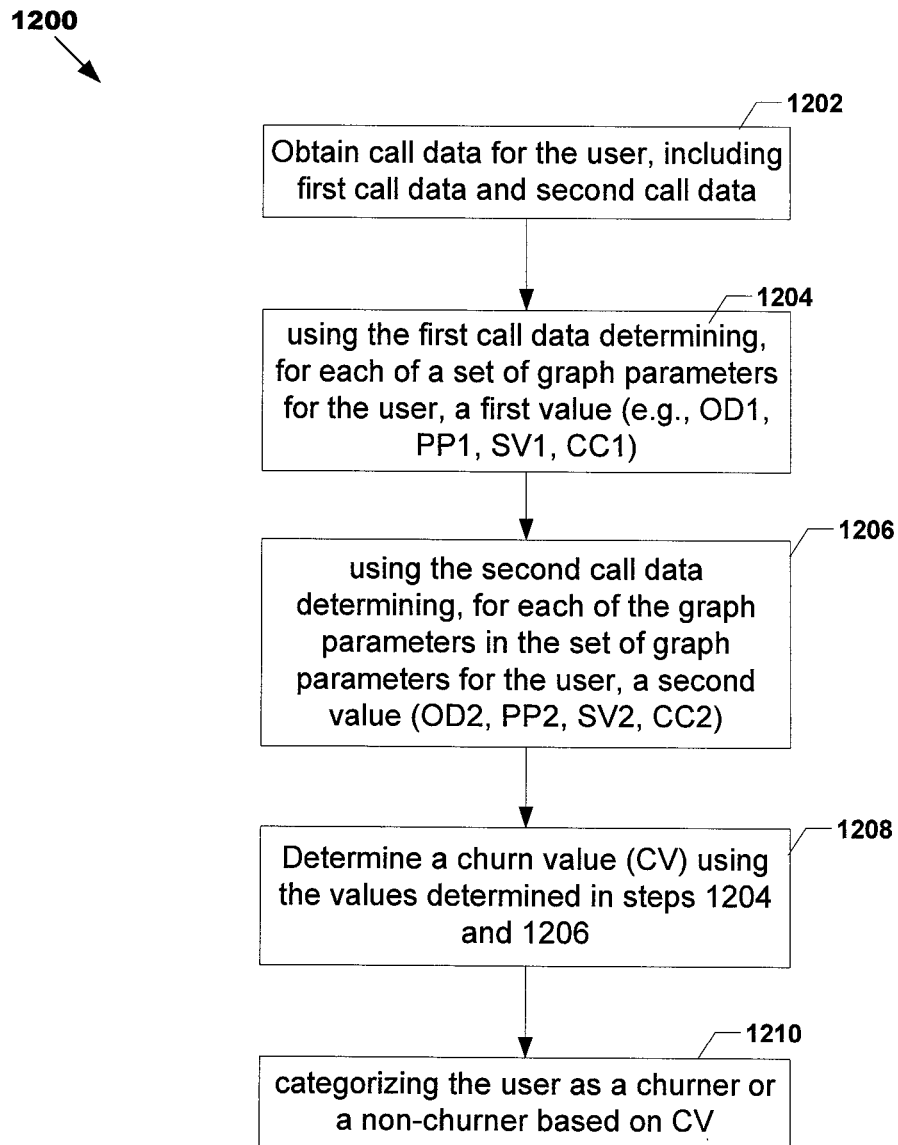 1200
1202
Obtain call data for the user, including
first call data and second call data
1204
using the first call data determining,
for each of a set of graph parameters
for the user, a first value (e.g., OD1,
PP1, SV1, CC1)
1206
using the second call data
determining, for each of the graph
parameters in the set of graph
parameters for the user, a second
value (OD2, PP2, SV2, CC2)
1208
Determine a churn value (CV) using
the values determined in steps 1204
and 1206
1210
categorizing the user as a churner or
a non-churner based on CV